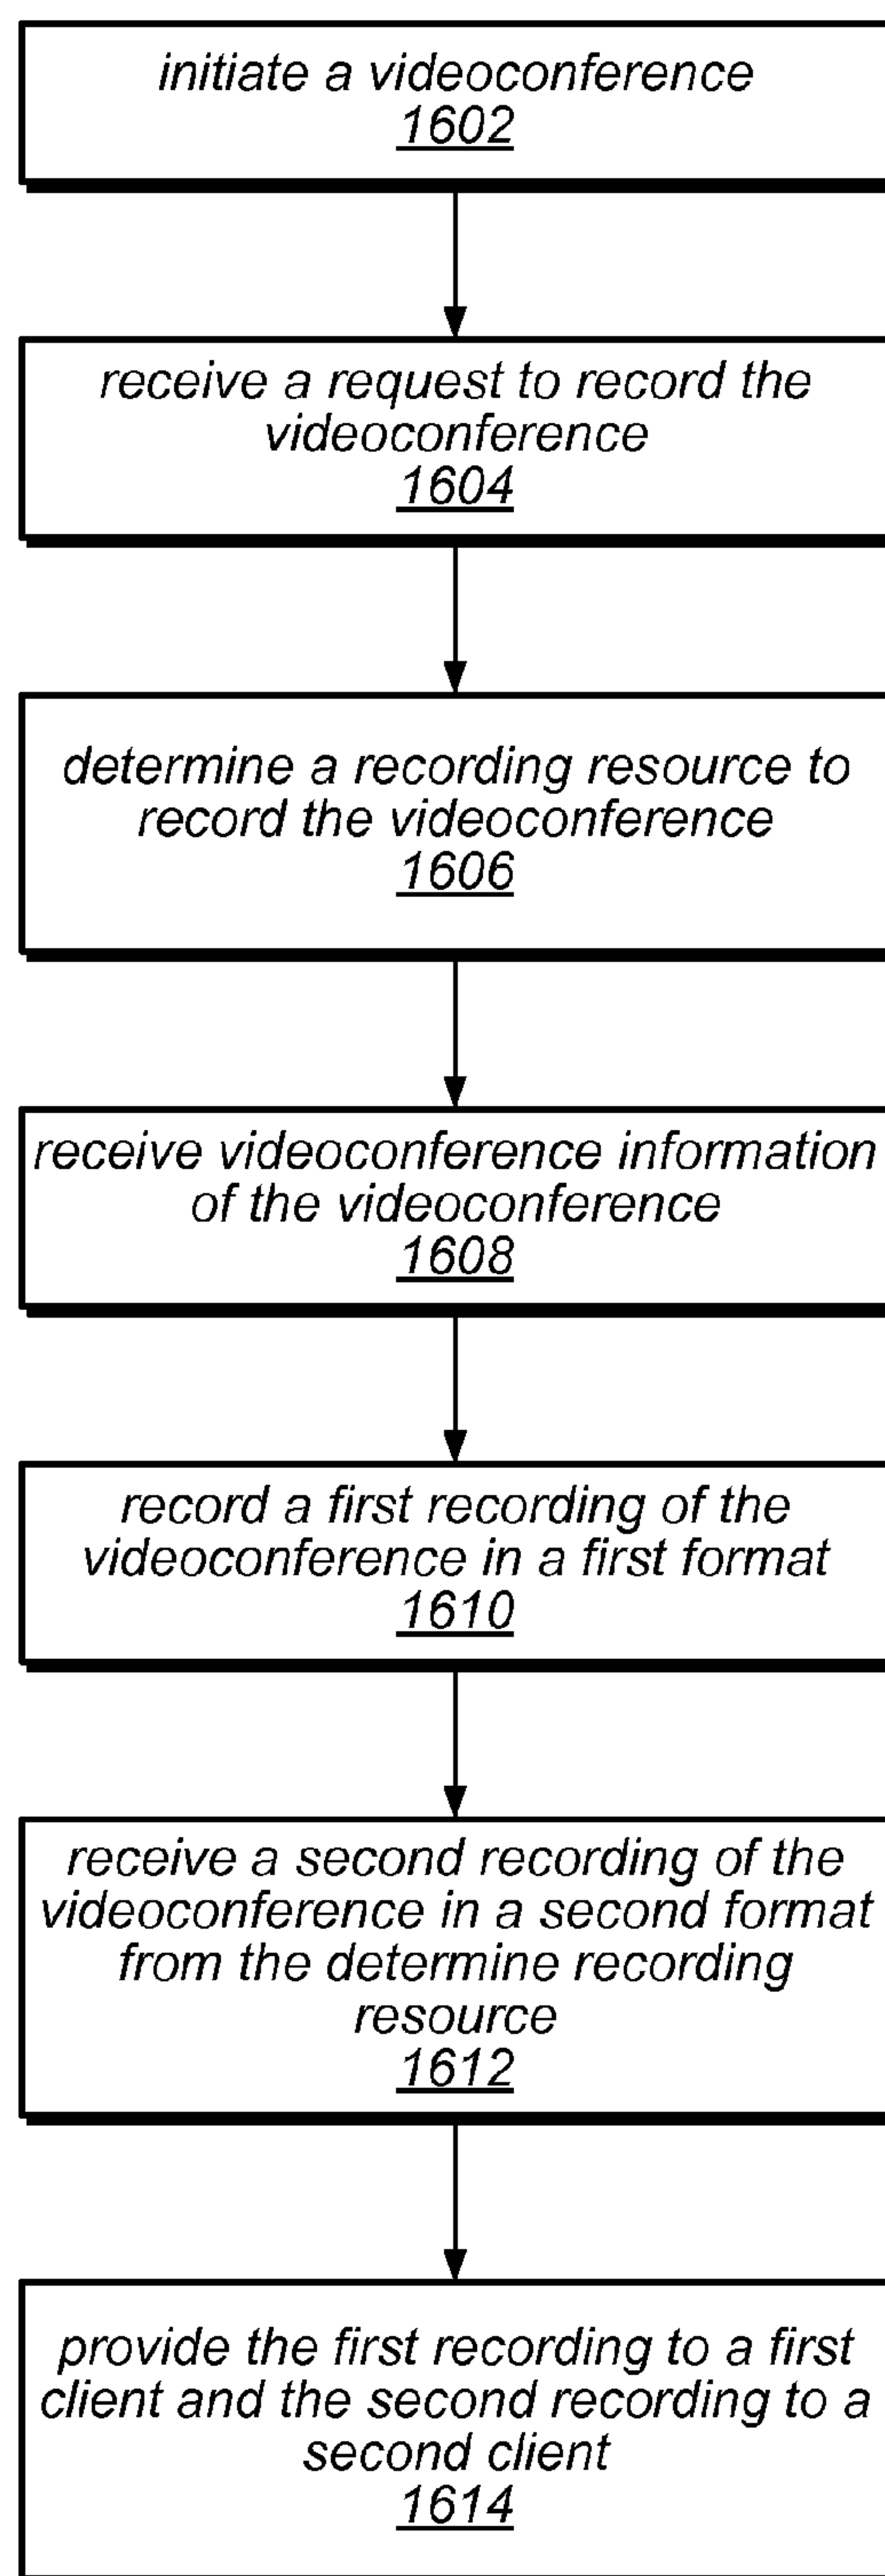 initiate a videoconference
1602
receive a request to record the
videoconference
1604
determine a recording resource to
record the videoconference
1606
receive videoconference information
of the videoconference
1608
record a first recording of the
videoconference in a first format
1610
receive a second recording of the
videoconference in a second format
from the determine recording
resource
1612
provide the first recording to a first
client and the second recording to a
second client
1614